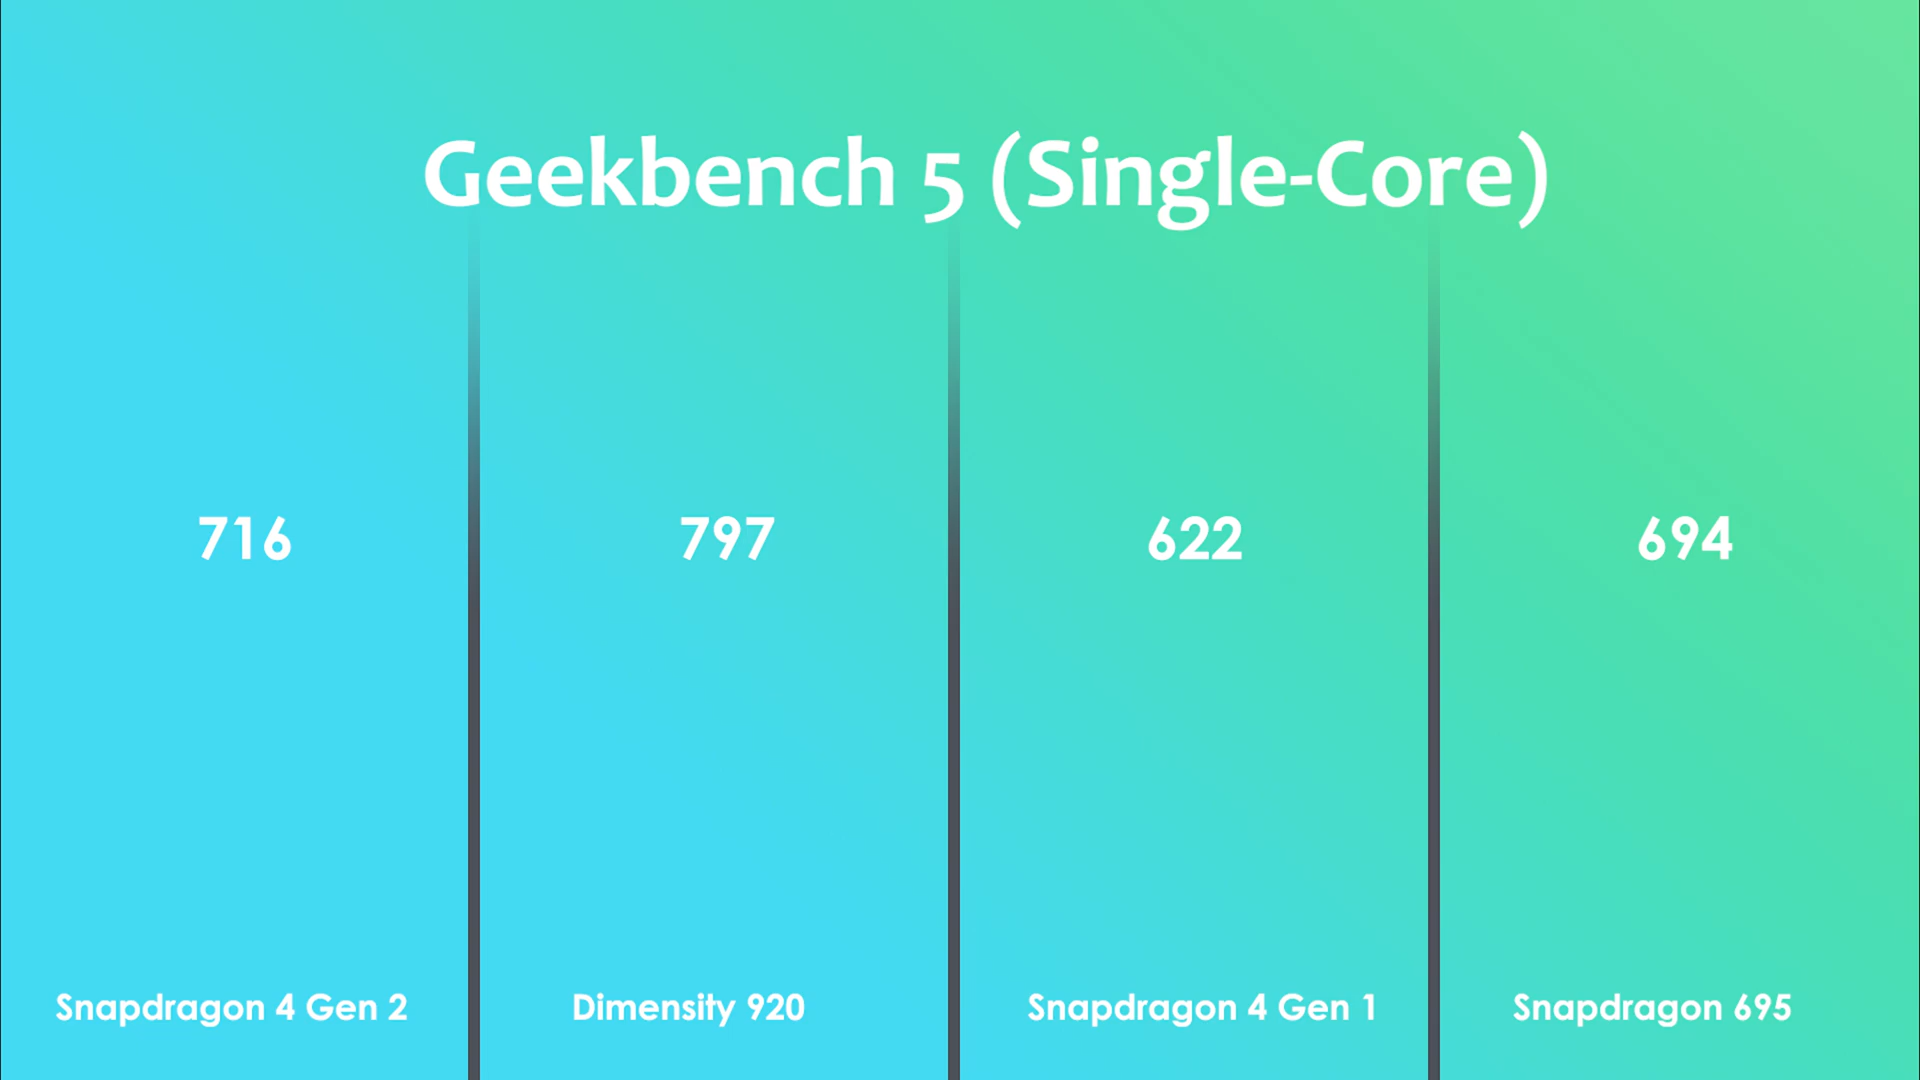 Geekbench 5 (Single-Core)
716
797
622
694
Snapdragon 4 Gen 2
Dimensity 920
Snapdragon 4 Gen 1
Snapdragon 695